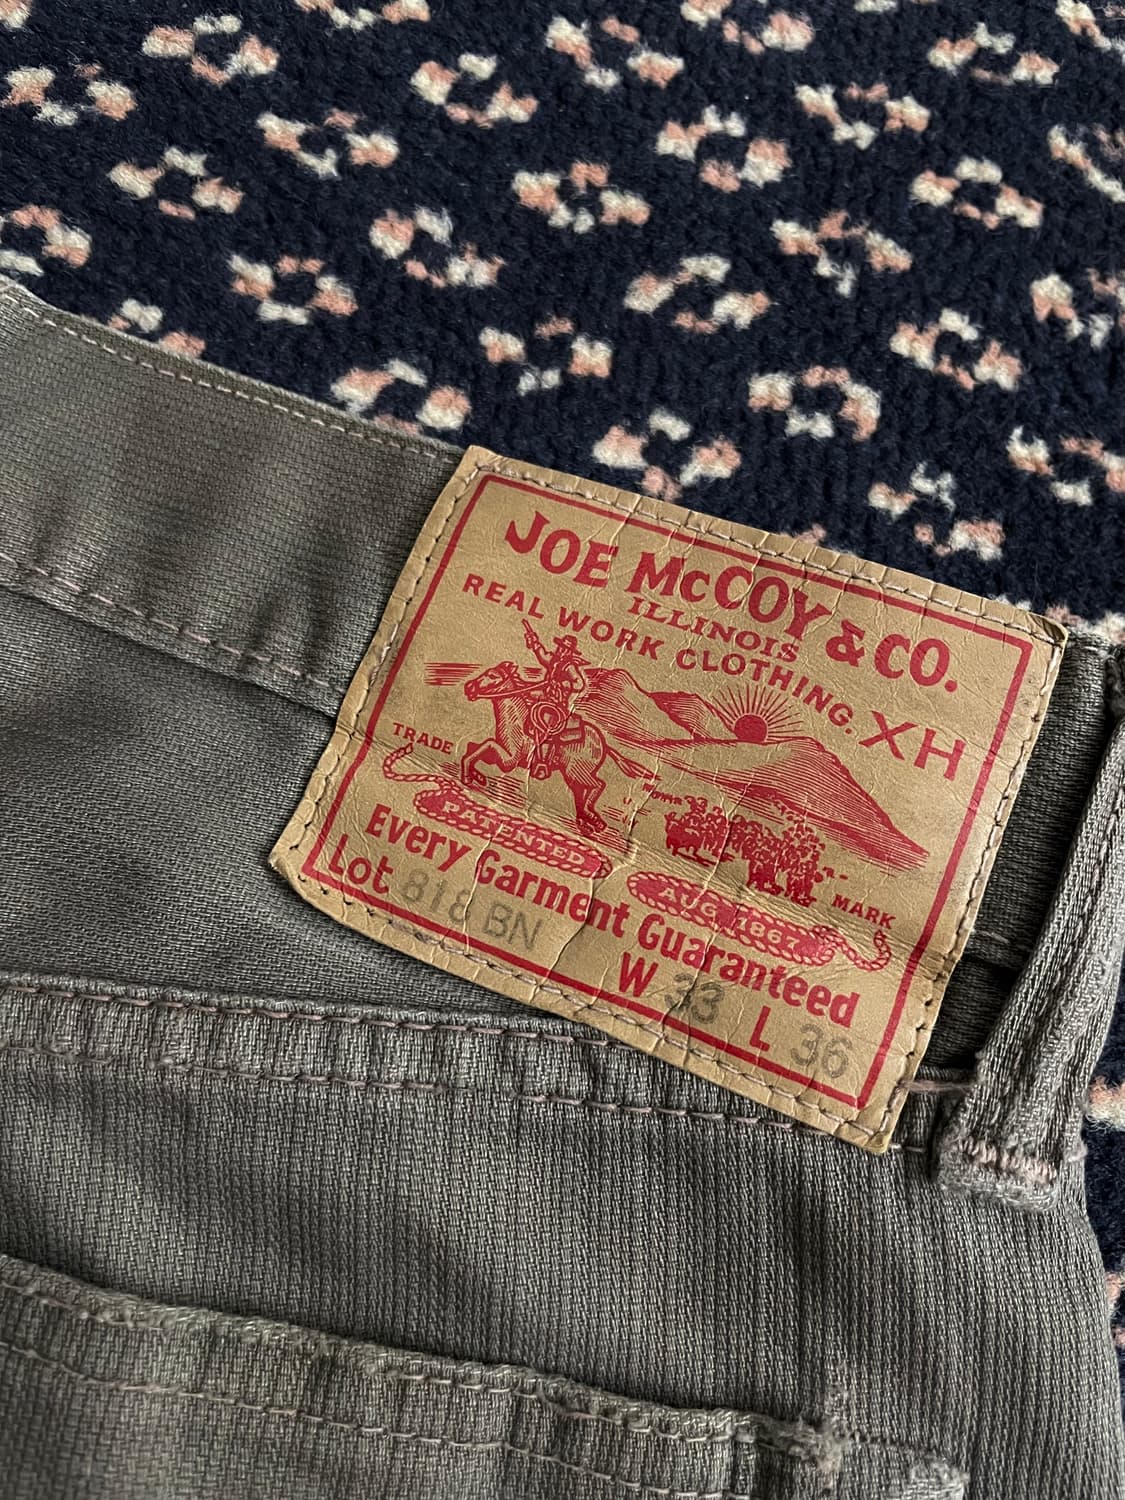 JOE McCOY & CO.
ILLINOIS
REAL WORK CLOTHING. XH
TRADE
PATENTED
AUG. 1867
MARK
Every Garment Guaranteed
Lot 818 BN
W 33 L 36